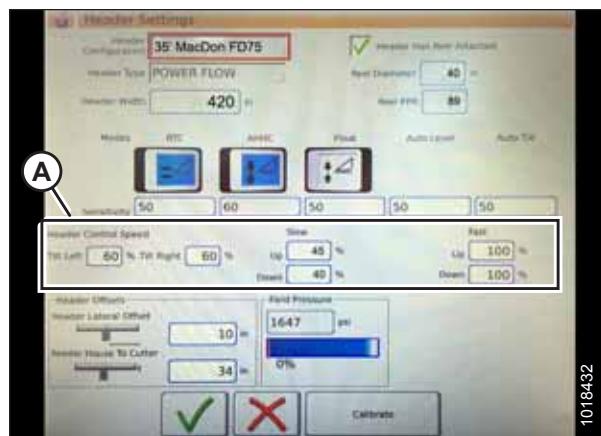 Header Settings
Header Configuration 35' MacDon FD75 Header Has Reel Attached
Header Type POWER FLOW Reel Diameter 40 in
Header Width 420 in Reel PPR 89
Modes RTC AHHC Float Auto Level Auto Tilt
A
Sensitivity 50 60 50 50 50
Header Control Speed Slow Fast
Tilt Left 60 % Tilt Right 60 % Up 45 % Up 100 %
Down 40 % Down 100 %
Header Offsets Field Pressure
Header Lateral Offset 1647 psi
10 in
Feeder House To Cutter 0%
34 in
Calibrate
1018432